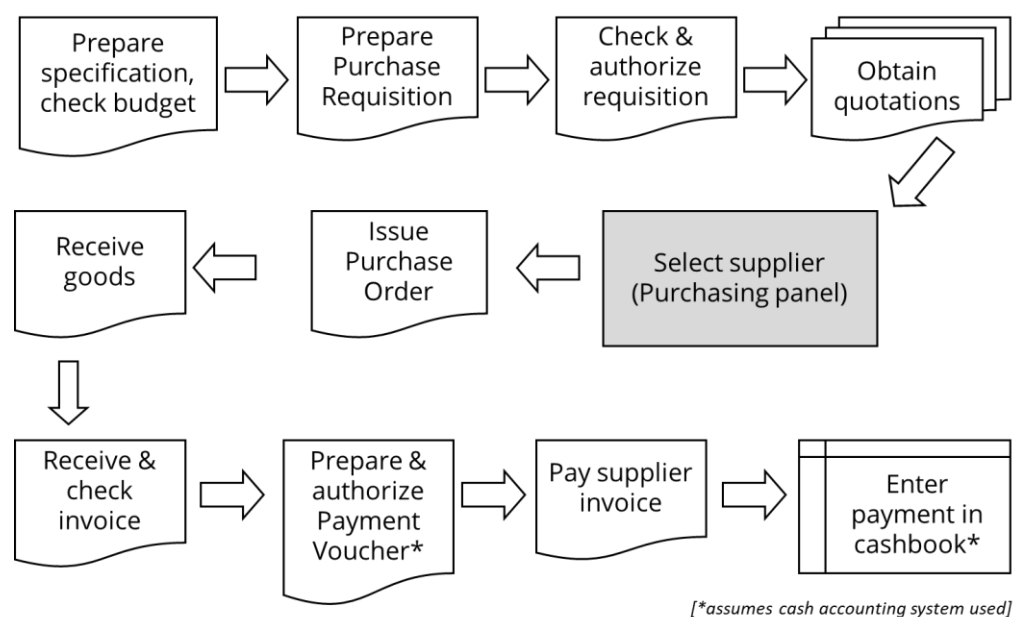 Prepare
specification,
check budget
Prepare
Purchase
Requisition
Check &
authorize
requisition
Obtain
quotations
Select supplier
(Purchasing panel)
Issue
Purchase
Order
Receive
goods
Receive &
check
invoice
Prepare &
authorize
Payment
Voucher*
Pay supplier
invoice
Enter
payment in
cashbook*
[*assumes cash accounting system used]